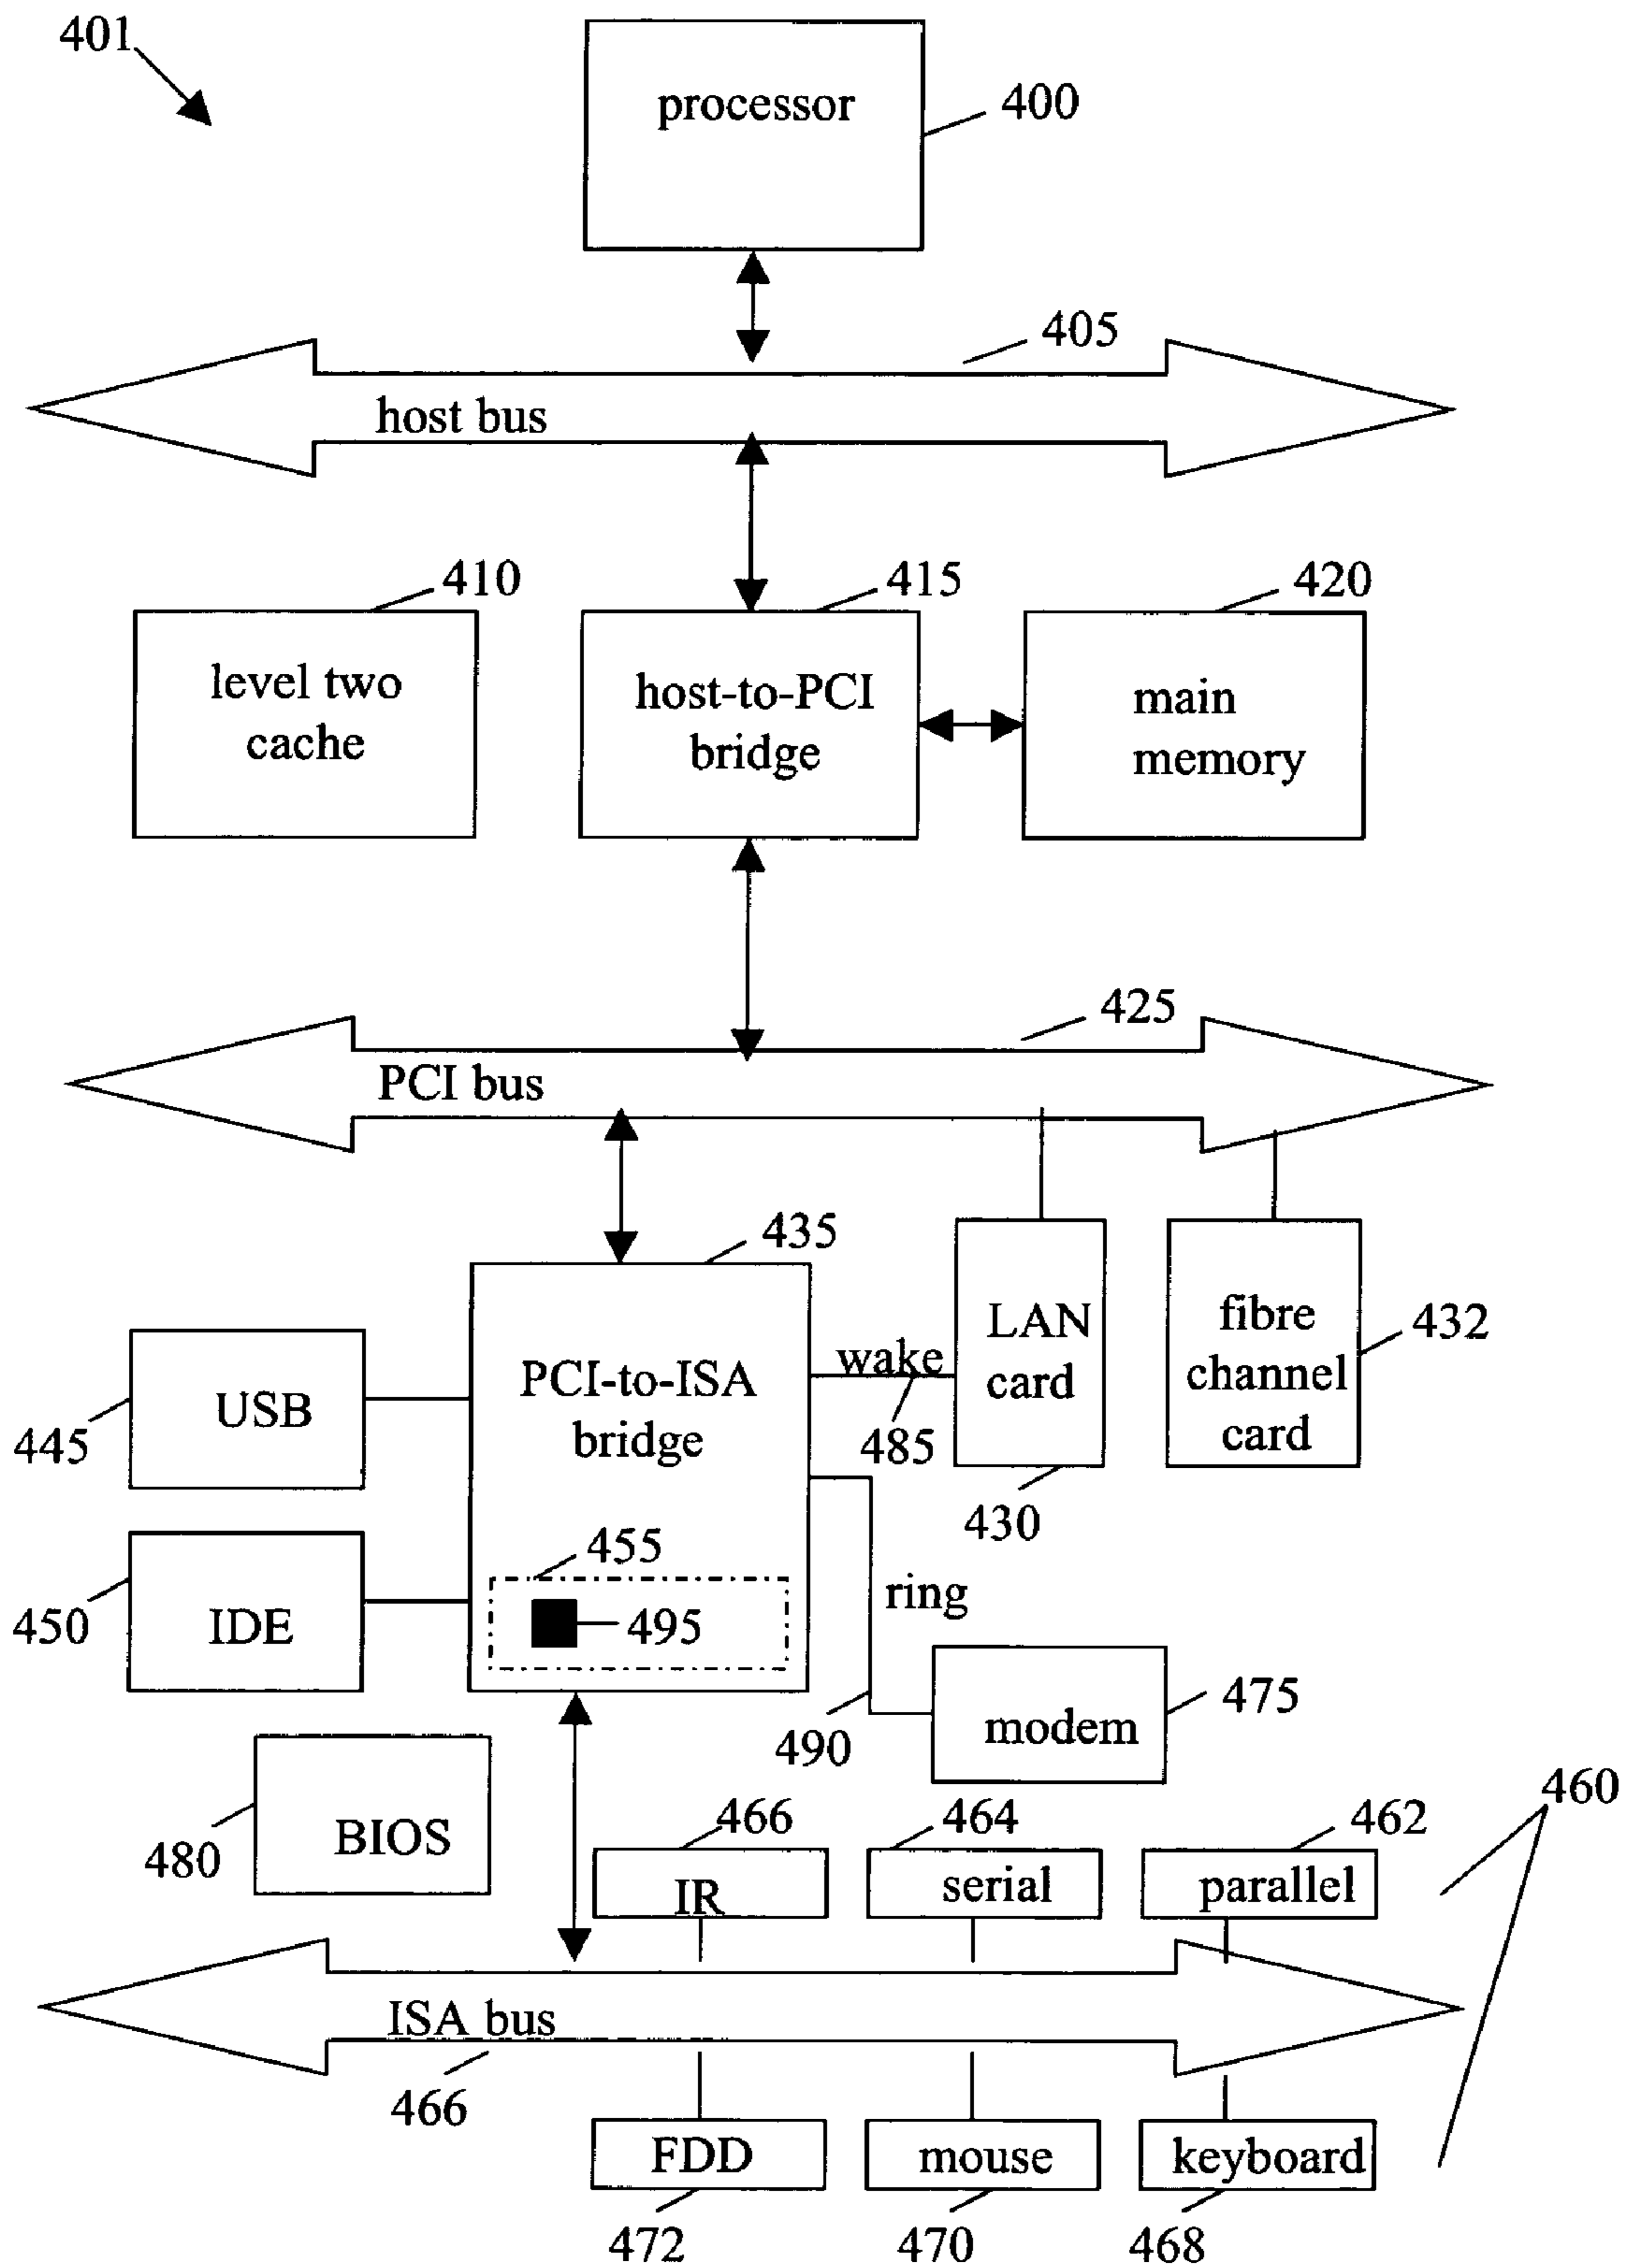 401
processor
400
405
host bus
410
415
420
level two
cache
host-to-PCI
bridge
main
memory
425
PCI bus
435
LAN
card
fibre
channel
card
432
USB
445
PCI-to-ISA
bridge
wake
485
430
IDE
450
455
495
ring
modem
475
490
BIOS
480
460
466
464
462
IR
serial
parallel
ISA bus
466
FDD
mouse
keyboard
472
470
468